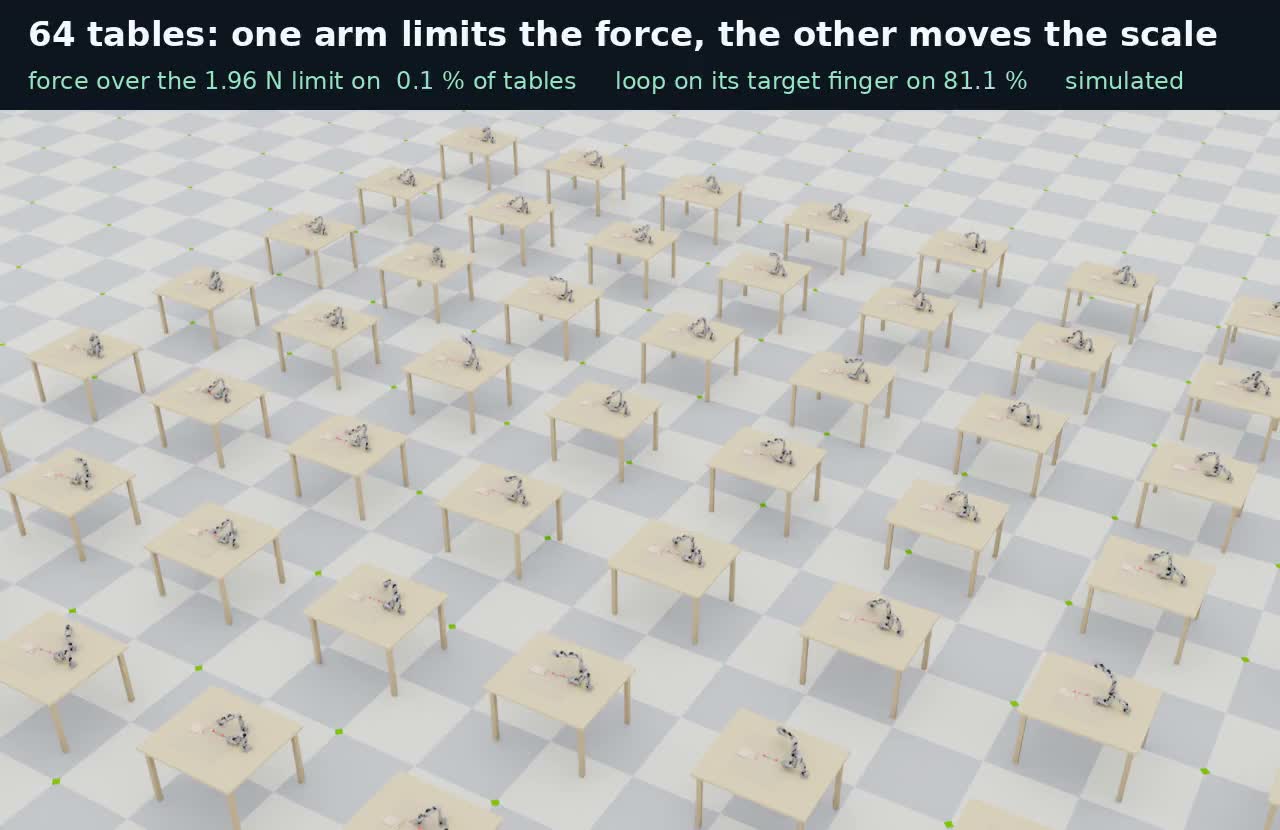 64 tables: one arm limits the force, the other moves the scale
force over the 1.96 N limit on 0.1 % of tables loop on its target finger on 81.1 % simulated